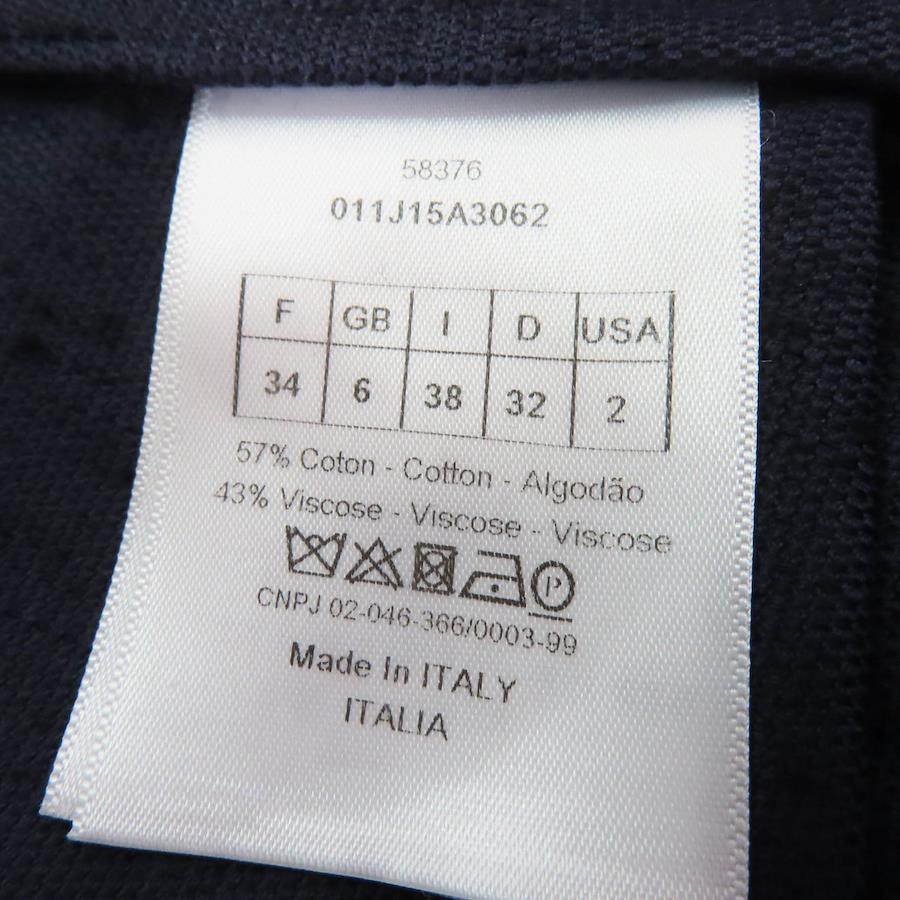 58376
011J15A3062
F GB I D USA
34 6 38 32 2
57% Coton - Cotton - Algodão
43% Viscose - Viscose - Viscose
P
CNPJ 02-046-366/0003-99
Made In ITALY
ITALIA